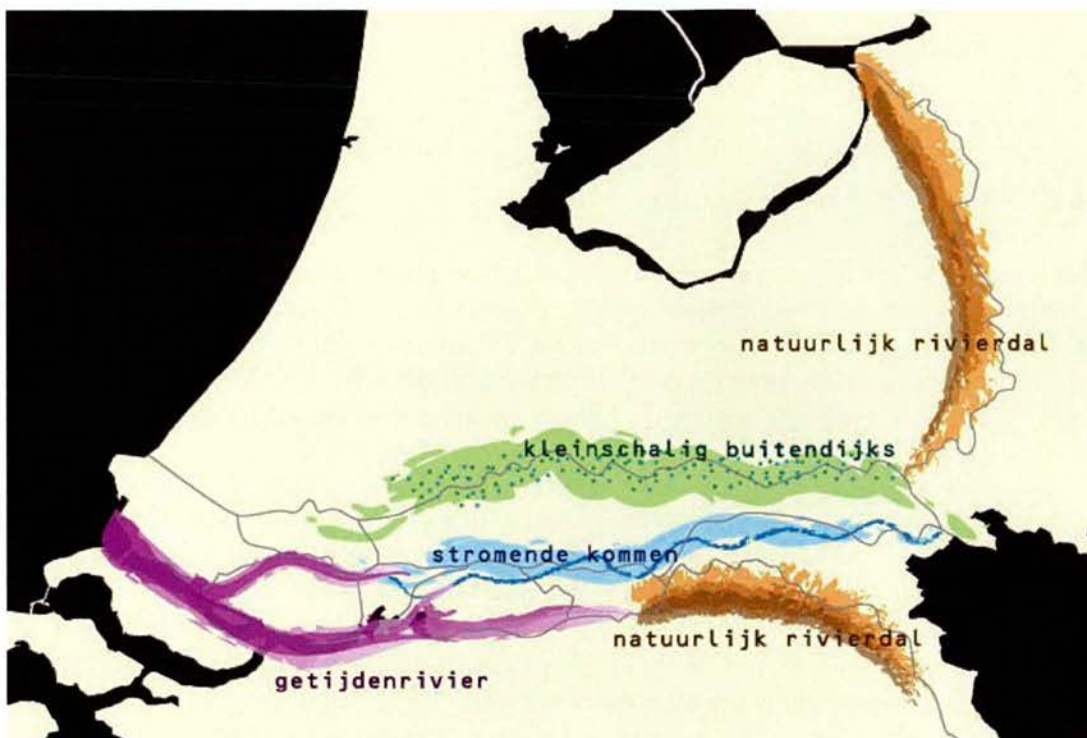 natuurlijk rivierdal
kleinschalig buitendijks
stromende kommen
natuurlijk rivierdal
getijdenrivier